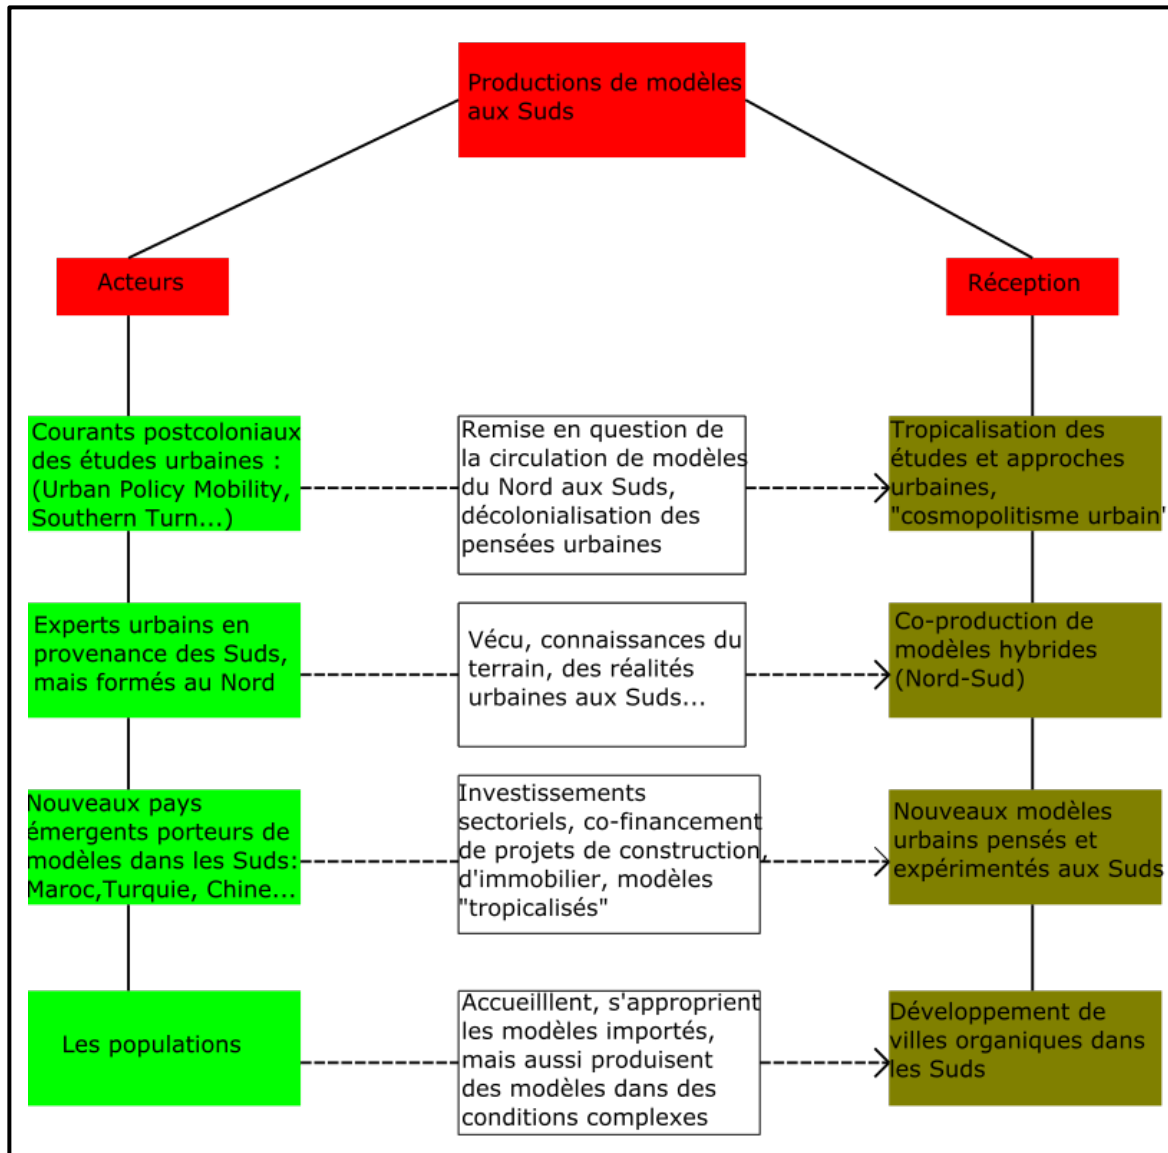 Productions de modèles
aux Suds
Acteurs
Réception
Courants postcoloniaux
des études urbaines :
(Urban Policy Mobility,
Southern Turn...)
Remise en question de
la circulation de modèles
du Nord aux Suds,
décolonialisation des
pensées urbaines
Tropicalisation des
études et approches
urbaines,
"cosmopolitisme urbain"
Experts urbains en
provenance des Suds,
mais formés au Nord
Vécu, connaissances du
terrain, des réalités
urbaines aux Suds...
Co-production de
modèles hybrides
(Nord-Sud)
Nouveaux pays
émergents porteurs de
modèles dans les Suds:
Maroc,Turquie, Chine...
Investissements
sectoriels, co-financement
de projets de construction,
d'immobilier, modèles
"tropicalisés"
Nouveaux modèles
urbains pensés et
expérimentés aux Suds
Les populations
Accueilllent, s'approprient
les modèles importés,
mais aussi produisent
des modèles dans des
conditions complexes
Développement de
villes organiques dans
les Suds